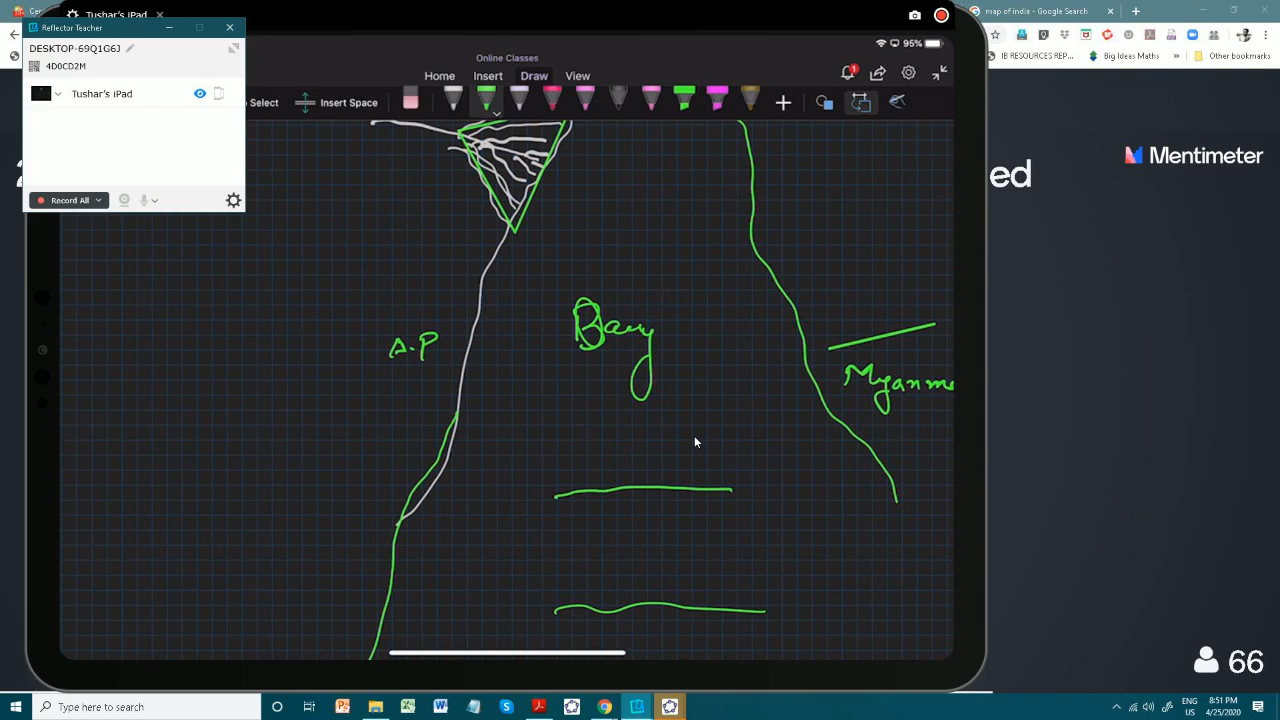 Tushar's iPad
map of india - Google Search
Reflector Teacher
DESKTOP-69Q1G6J
4D0CD2M
Tushar's iPad
Record All
95%
Online Classes
Home Insert Draw View
Select Insert Space
1
IB RESOURCES REP... Big Ideas Maths » Other bookmarks
Mentimeter
ed
A.P
Bay
Myanm
66
Type here to search
ENG
US
8:51 PM
4/25/2020